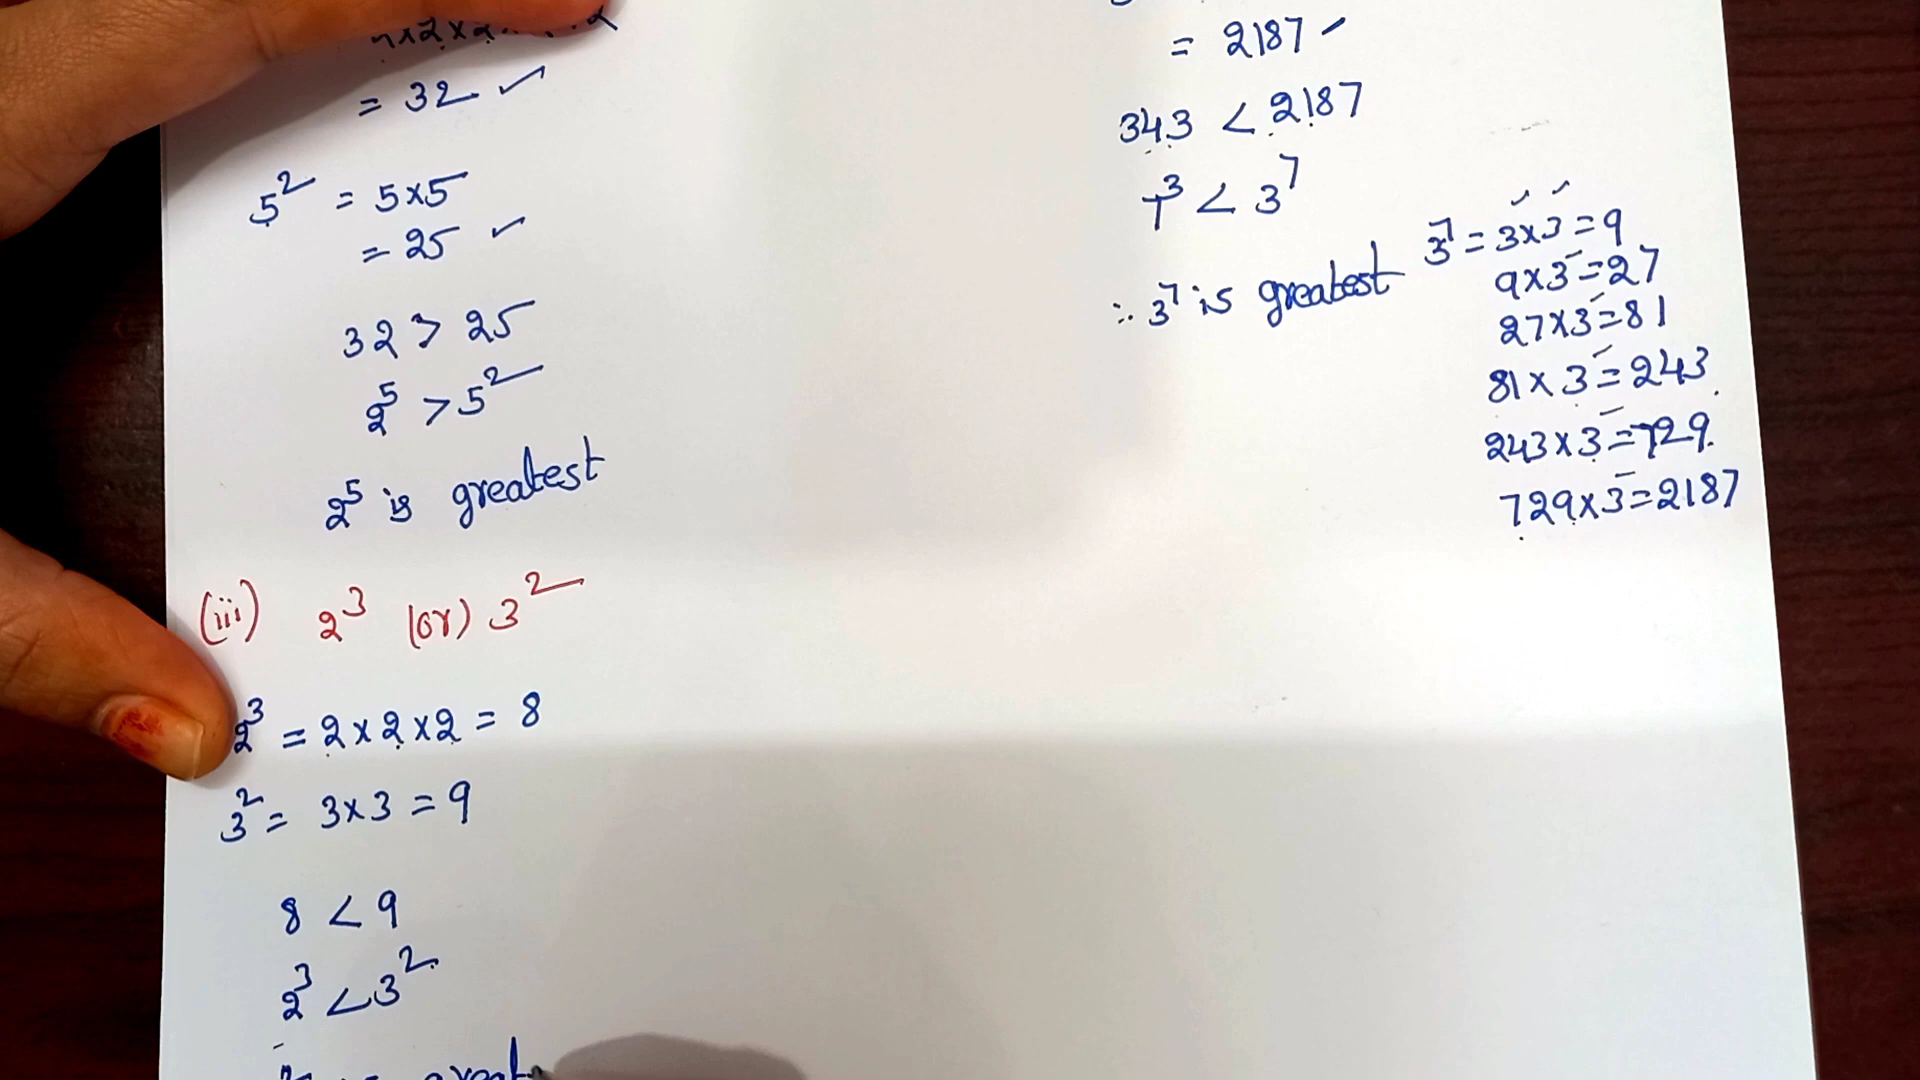 = 32 ✓
5² = 5×5
= 25 ✓
32 > 25
2⁵ > 5²
2⁵ is greatest
(iii) 2³ (or) 3²
2³ = 2×2×2 = 8
3² = 3×3 = 9
8 < 9
2³ < 3²
= 2187
343 < 2187
7³ < 3⁷
∴ 3⁷ is greatest
3⁷ = 3×3 = 9
9×3 = 27
27×3 = 81
81×3 = 243
243×3 = 729
729×3 = 2187